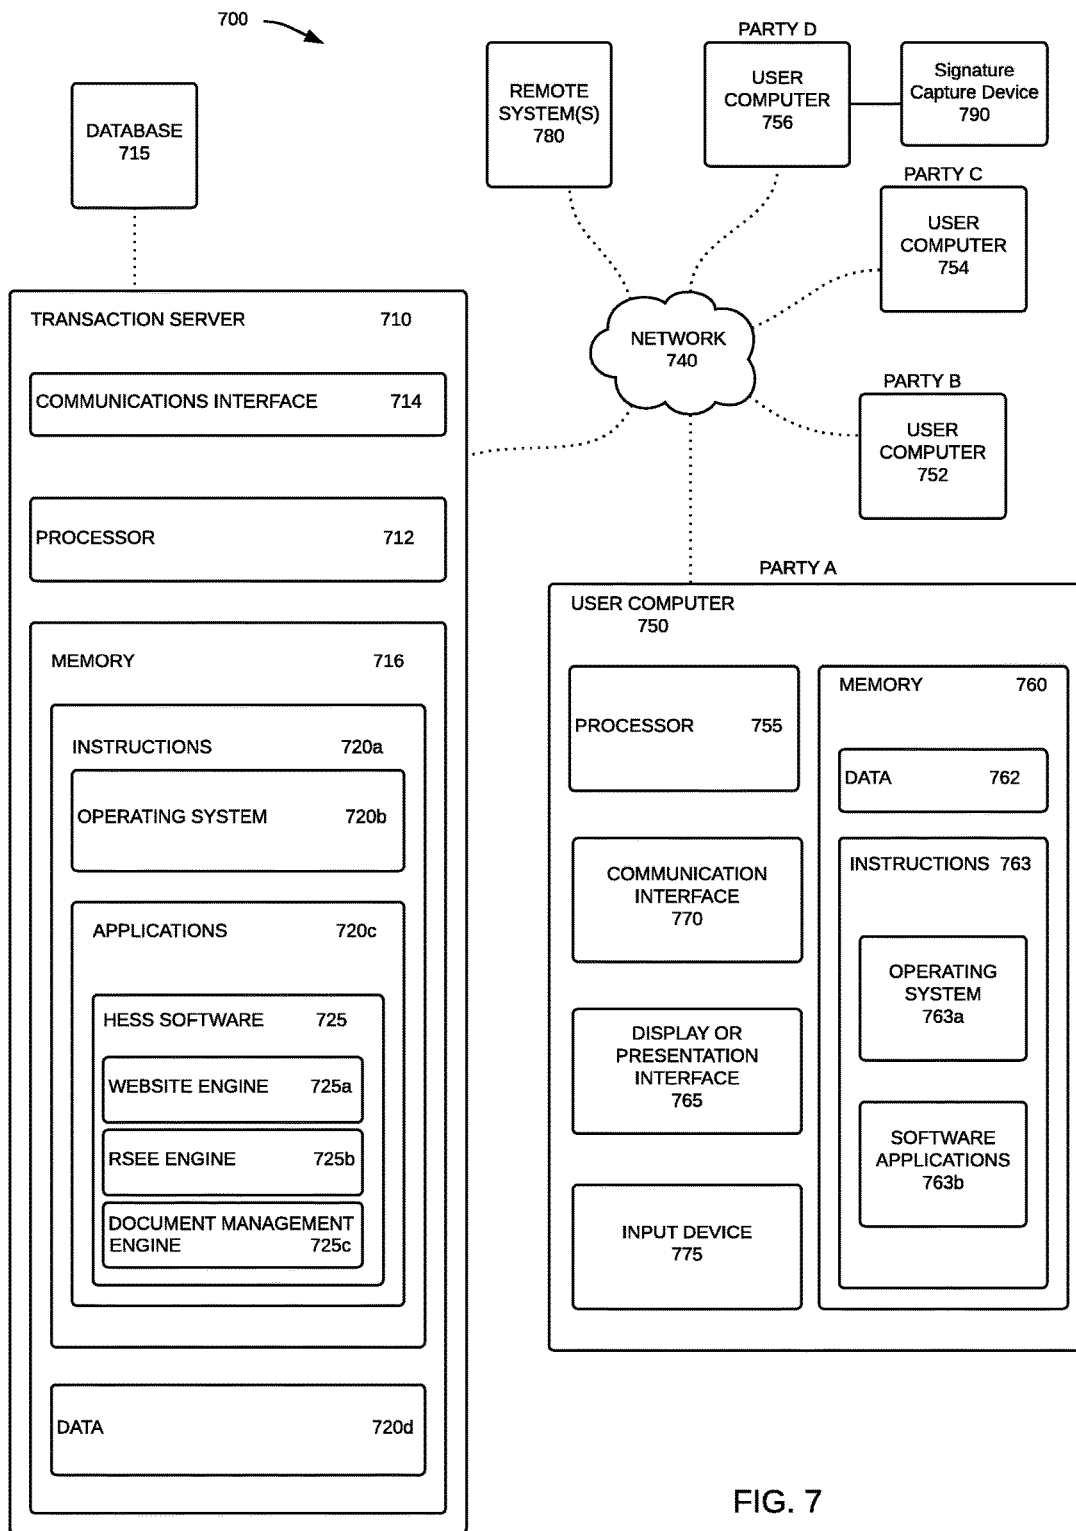 700
DATABASE
715
REMOTE
SYSTEM(S)
780
PARTY D
USER
COMPUTER
756
Signature
Capture Device
790
PARTY C
USER
COMPUTER
754
NETWORK
740
PARTY B
USER
COMPUTER
752
TRANSACTION SERVER 710
COMMUNICATIONS INTERFACE 714
PROCESSOR 712
MEMORY 716
INSTRUCTIONS 720a
OPERATING SYSTEM 720b
APPLICATIONS 720c
HESS SOFTWARE 725
WEBSITE ENGINE 725a
RSEE ENGINE 725b
DOCUMENT MANAGEMENT
ENGINE 725c
DATA 720d
PARTY A
USER COMPUTER
750
PROCESSOR 755
COMMUNICATION
INTERFACE
770
DISPLAY OR
PRESENTATION
INTERFACE
765
INPUT DEVICE
775
MEMORY 760
DATA 762
INSTRUCTIONS 763
OPERATING
SYSTEM
763a
SOFTWARE
APPLICATIONS
763b
FIG. 7